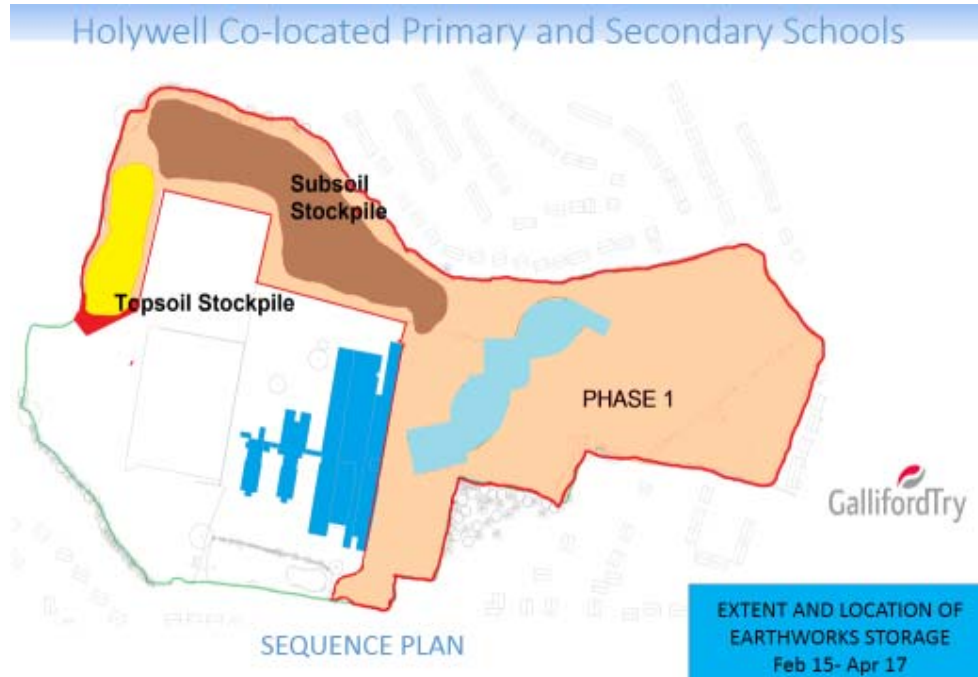 Holywell Co-located Primary and Secondary Schools
Subsoil
Stockpile
Topsoil Stockpile
PHASE 1
GallifordTry
SEQUENCE PLAN
EXTENT AND LOCATION OF
EARTHWORKS STORAGE
Feb 15- Apr 17